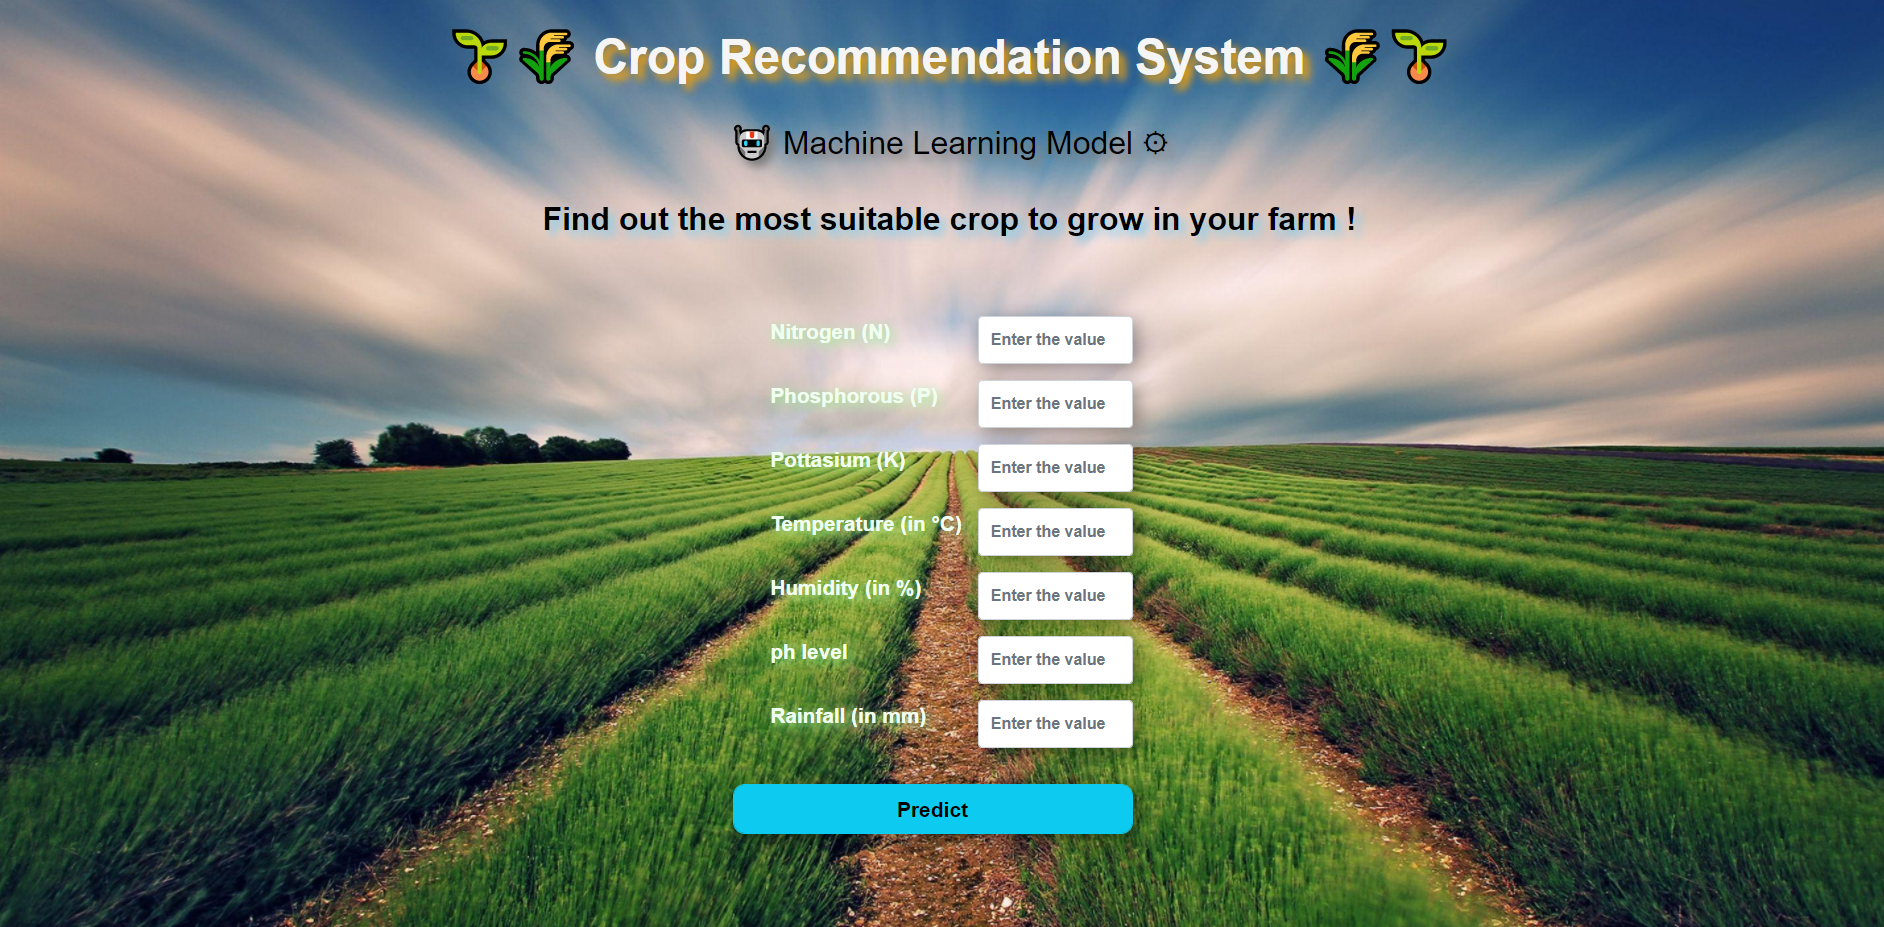 Crop Recommendation System
Machine Learning Model
Find out the most suitable crop to grow in your farm !
Nitrogen (N) Enter the value
Phosphorous (P) Enter the value
Pottasium (K) Enter the value
Temperature (in °C) Enter the value
Humidity (in %) Enter the value
ph level Enter the value
Rainfall (in mm) Enter the value
Predict